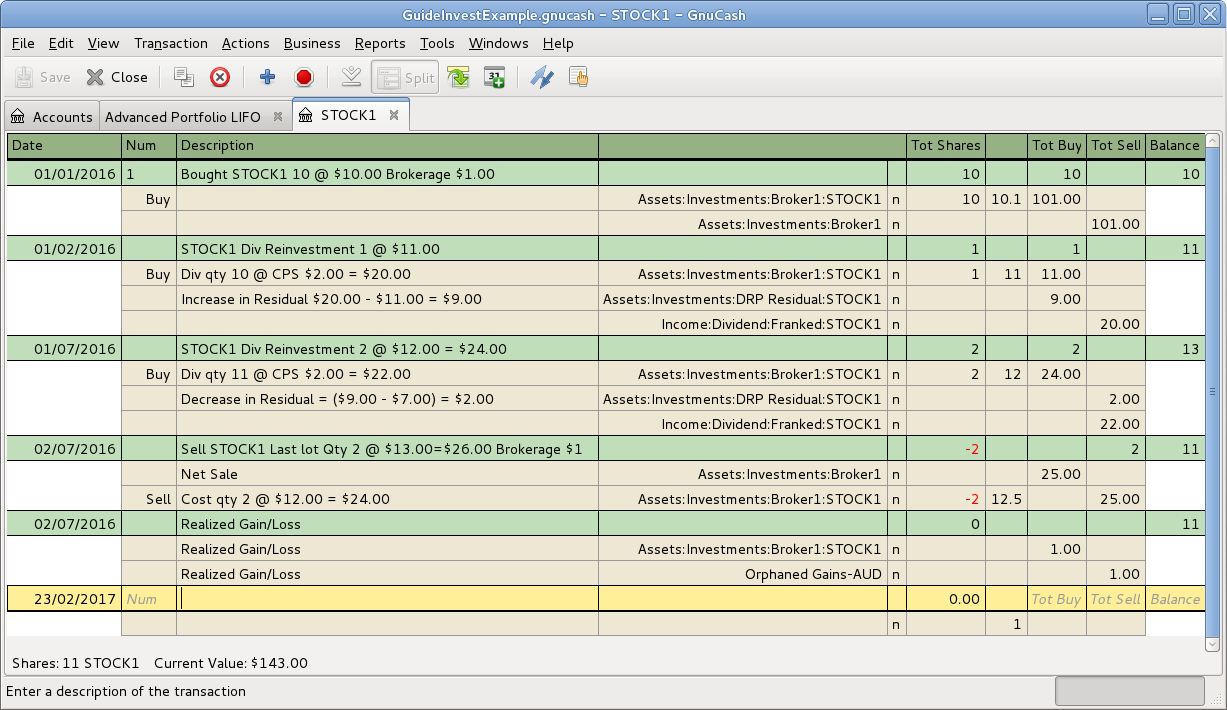 GuideInvestExample.gnucash - STOCK1 - GnuCash
File Edit View Transaction Actions Business Reports Tools Windows Help
Save Close Split 31
Accounts Advanced Portfolio LIFO STOCK1
Date Num Description Tot Shares Tot Buy Tot Sell Balance
01/01/2016 1 Bought STOCK1 10 @ $10.00 Brokerage $1.00 10 10 10
Buy Assets:Investments:Broker1:STOCK1 n 10 10.1 101.00
Assets:Investments:Broker1 n 101.00
01/02/2016 STOCK1 Div Reinvestment 1 @ $11.00 1 1 11
Buy Div qty 10 @ CPS $2.00 = $20.00 Assets:Investments:Broker1:STOCK1 n 1 11 11.00
Increase in Residual $20.00 - $11.00 = $9.00 Assets:Investments:DRP Residual:STOCK1 n 9.00
Income:Dividend:Franked:STOCK1 n 20.00
01/07/2016 STOCK1 Div Reinvestment 2 @ $12.00 = $24.00 2 2 13
Buy Div qty 11 @ CPS $2.00 = $22.00 Assets:Investments:Broker1:STOCK1 n 2 12 24.00
Decrease in Residual = ($9.00 - $7.00) = $2.00 Assets:Investments:DRP Residual:STOCK1 n 2.00
Income:Dividend:Franked:STOCK1 n 22.00
02/07/2016 Sell STOCK1 Last lot Qty 2 @ $13.00=$26.00 Brokerage $1 -2 2 11
Net Sale Assets:Investments:Broker1 n 25.00
Sell Cost qty 2 @ $12.00 = $24.00 Assets:Investments:Broker1:STOCK1 n -2 12.5 25.00
02/07/2016 Realized Gain/Loss 0 11
Realized Gain/Loss Assets:Investments:Broker1:STOCK1 n 1.00
Realized Gain/Loss Orphaned Gains-AUD n 1.00
23/02/2017 Num 0.00 Tot Buy Tot Sell Balance
n 1
Shares: 11 STOCK1 Current Value: $143.00
Enter a description of the transaction